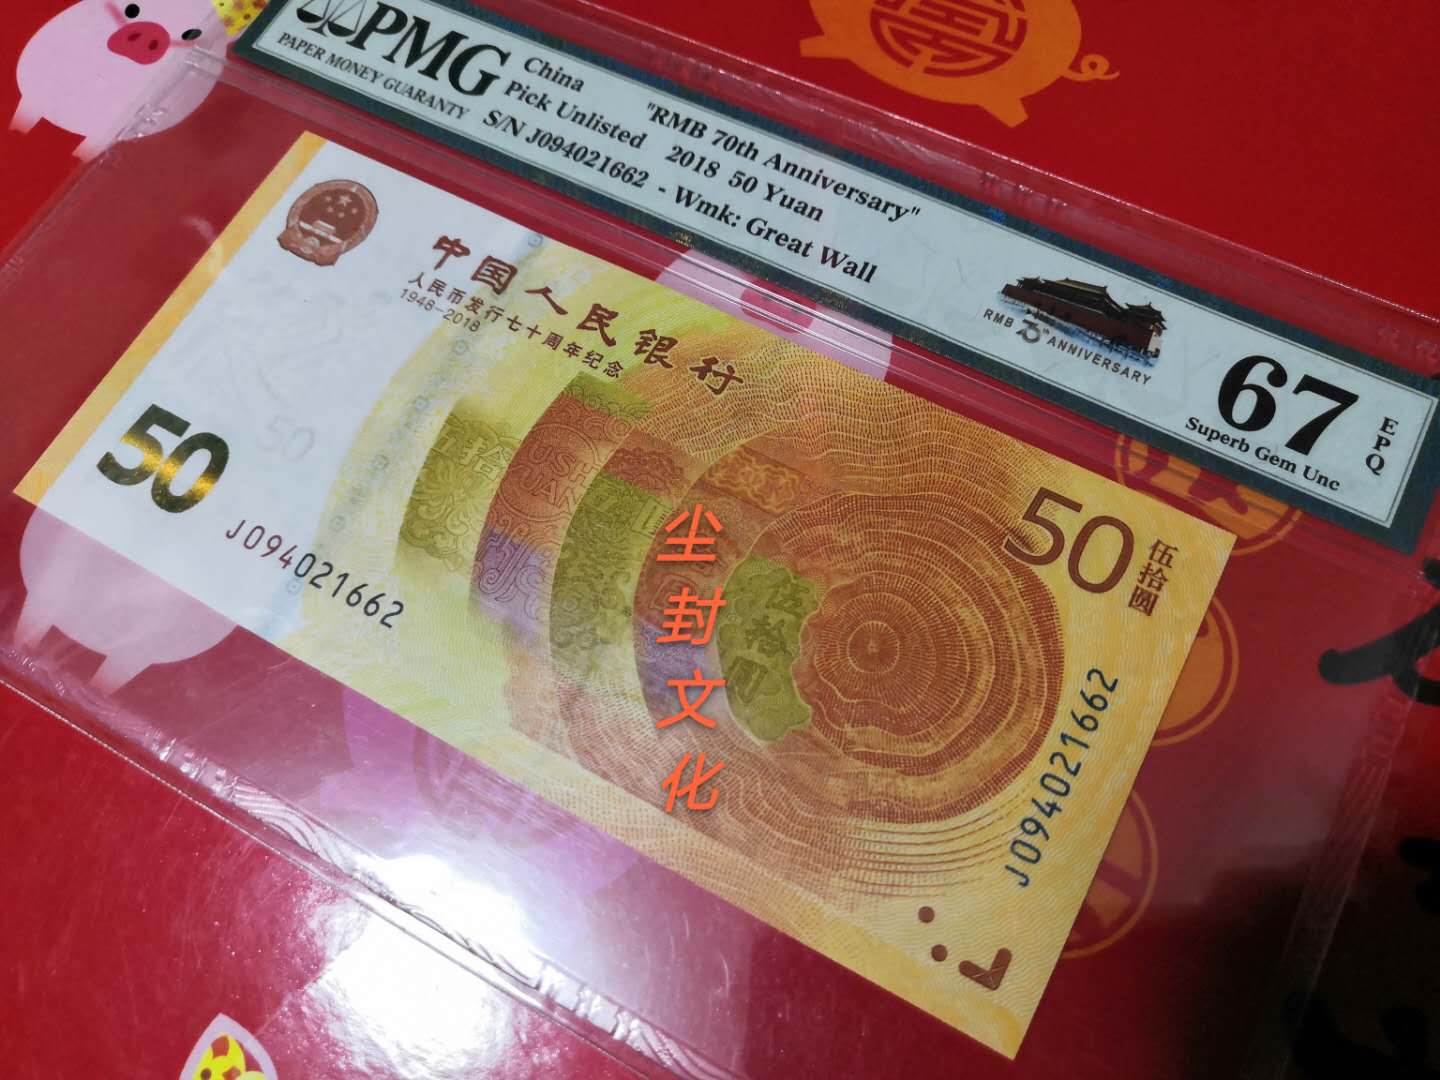 PMG
PAPER MONEY GUARANTY
China
Pick Unlisted
S/N J094021662 - Wmk: Great Wall
"RMB 70th Anniversary"
2018 50 Yuan
RMB 70th ANNIVERSARY
67
EPQ
Superb Gem Unc
中国人民银行
人民币发行七十周年纪念
1948-2018
50
50
J094021662
50
伍拾圆
伍拾圆
J094021662
尘封文化